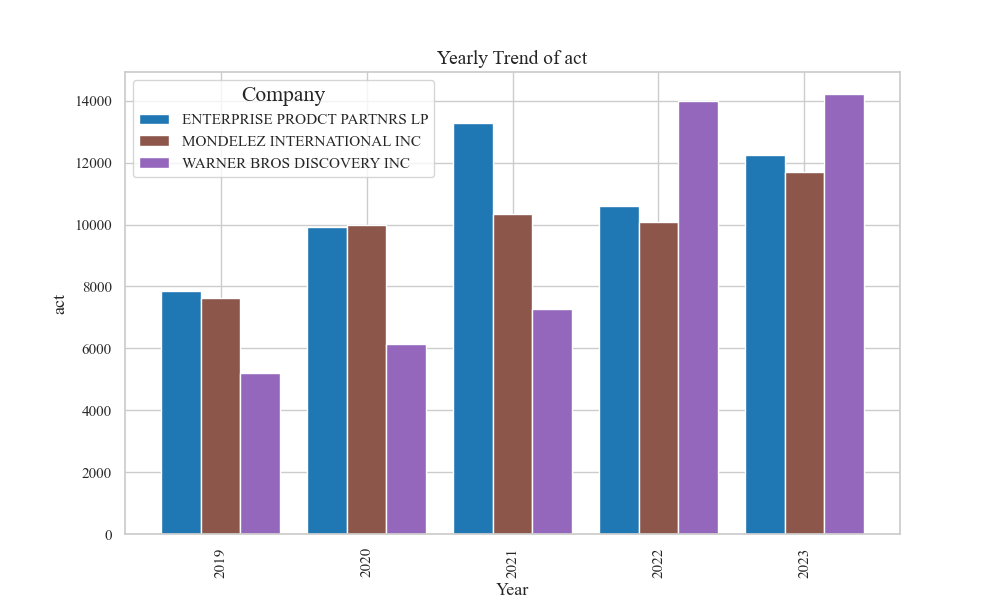 Yearly Trend of act
Company
ENTERPRISE PRODCT PARTNRS LP
MONDELEZ INTERNATIONAL INC
WARNER BROS DISCOVERY INC
14000
12000
10000
8000
6000
4000
2000
0
act
2019
2020
2021
2022
2023
Year